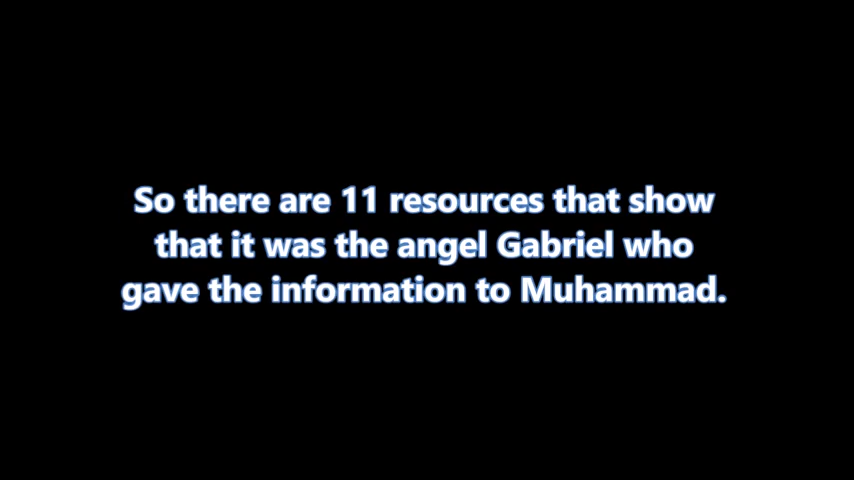 So there are 11 resources that show
that it was the angel Gabriel who
gave the information to Muhammad.